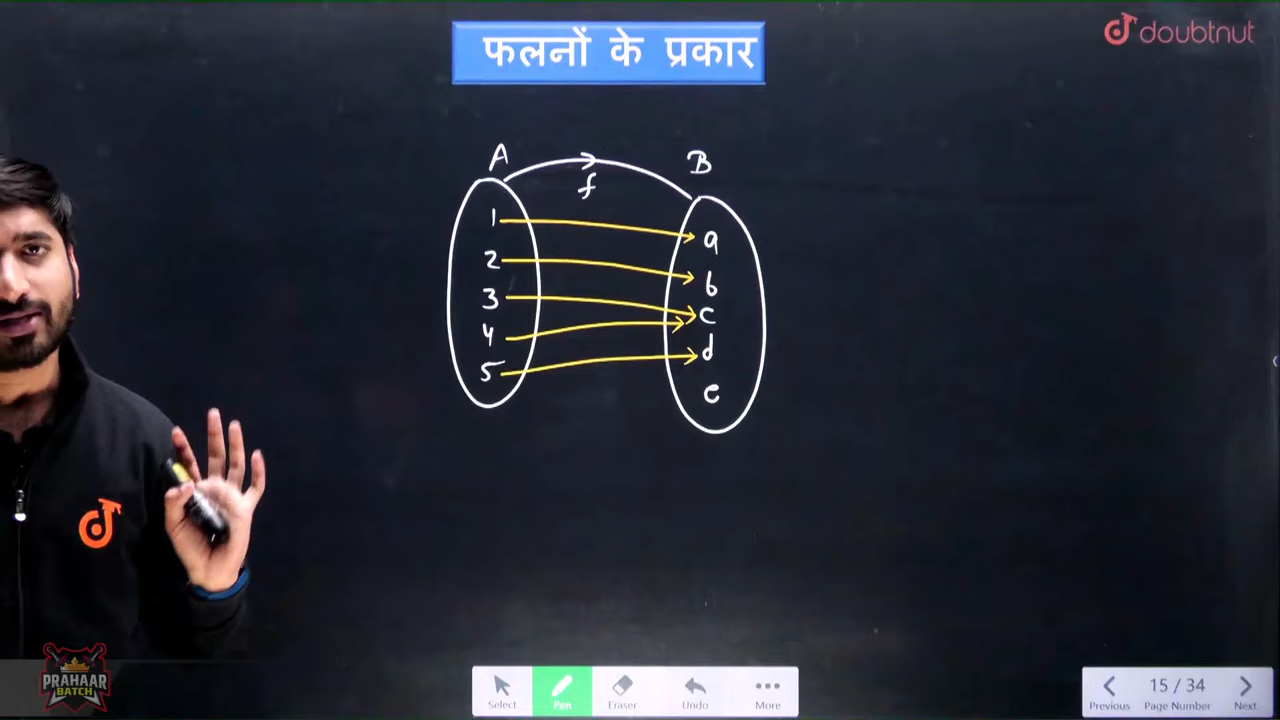 फलनों के प्रकार
doubtnut
A B
f
1 a
2 b
3 c
4 d
5 e
PRAHAAR
BATCH
Select Pen Eraser Undo More
15 / 34
Previous Page Number Next